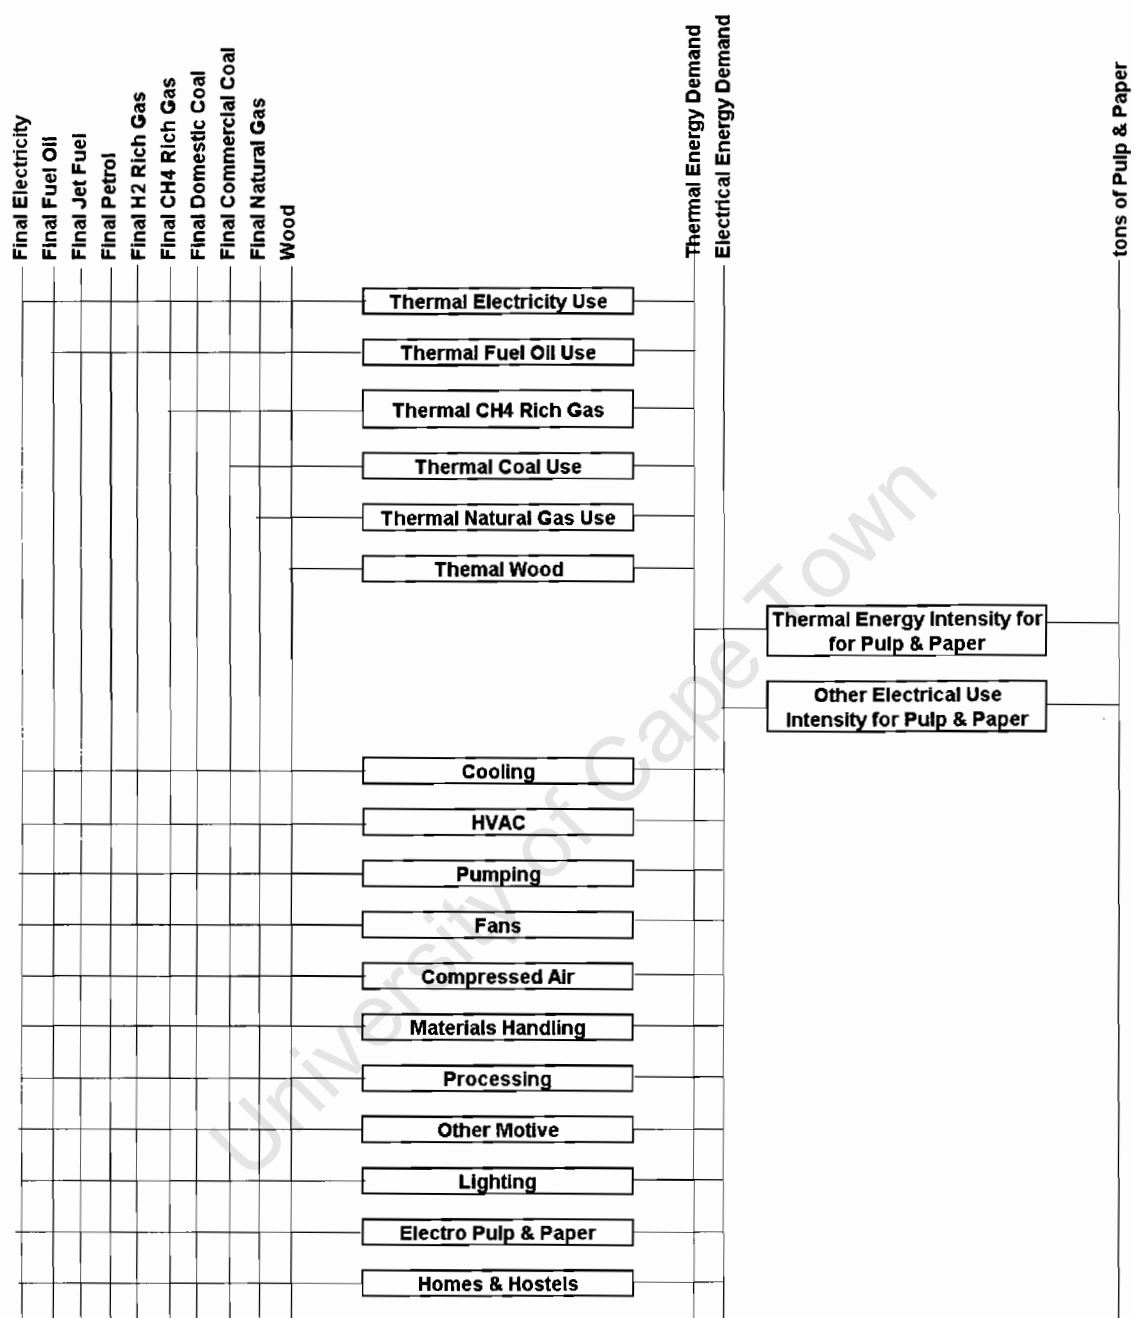 Final Electricity
Final Fuel Oil
Final Jet Fuel
Final Petrol
Final H2 Rich Gas
Final CH4 Rich Gas
Final Domestic Coal
Final Commercial Coal
Final Natural Gas
Wood
Thermal Energy Demand
Electrical Energy Demand
tons of Pulp & Paper
Thermal Electricity Use
Thermal Fuel Oil Use
Thermal CH4 Rich Gas
Thermal Coal Use
Thermal Natural Gas Use
Themal Wood
Thermal Energy Intensity for
for Pulp & Paper
Other Electrical Use
Intensity for Pulp & Paper
Cooling
HVAC
Pumping
Fans
Compressed Air
Materials Handling
Processing
Other Motive
Lighting
Electro Pulp & Paper
Homes & Hostels
University of Cape Town